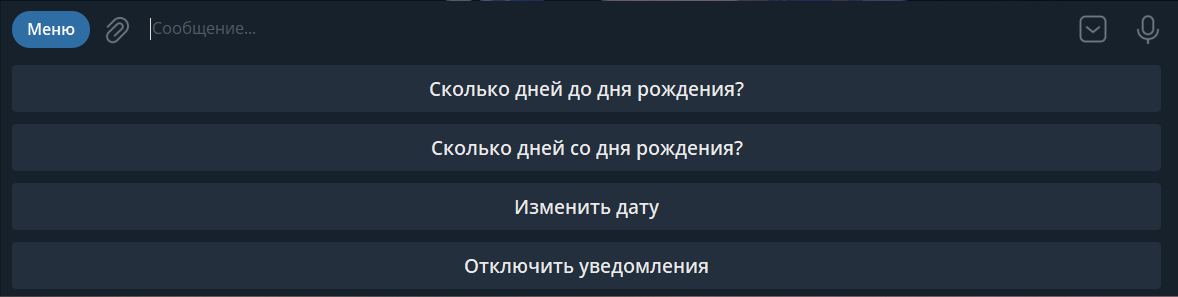 Меню
Сообщение...
Сколько дней до дня рождения?
Сколько дней со дня рождения?
Изменить дату
Отключить уведомления